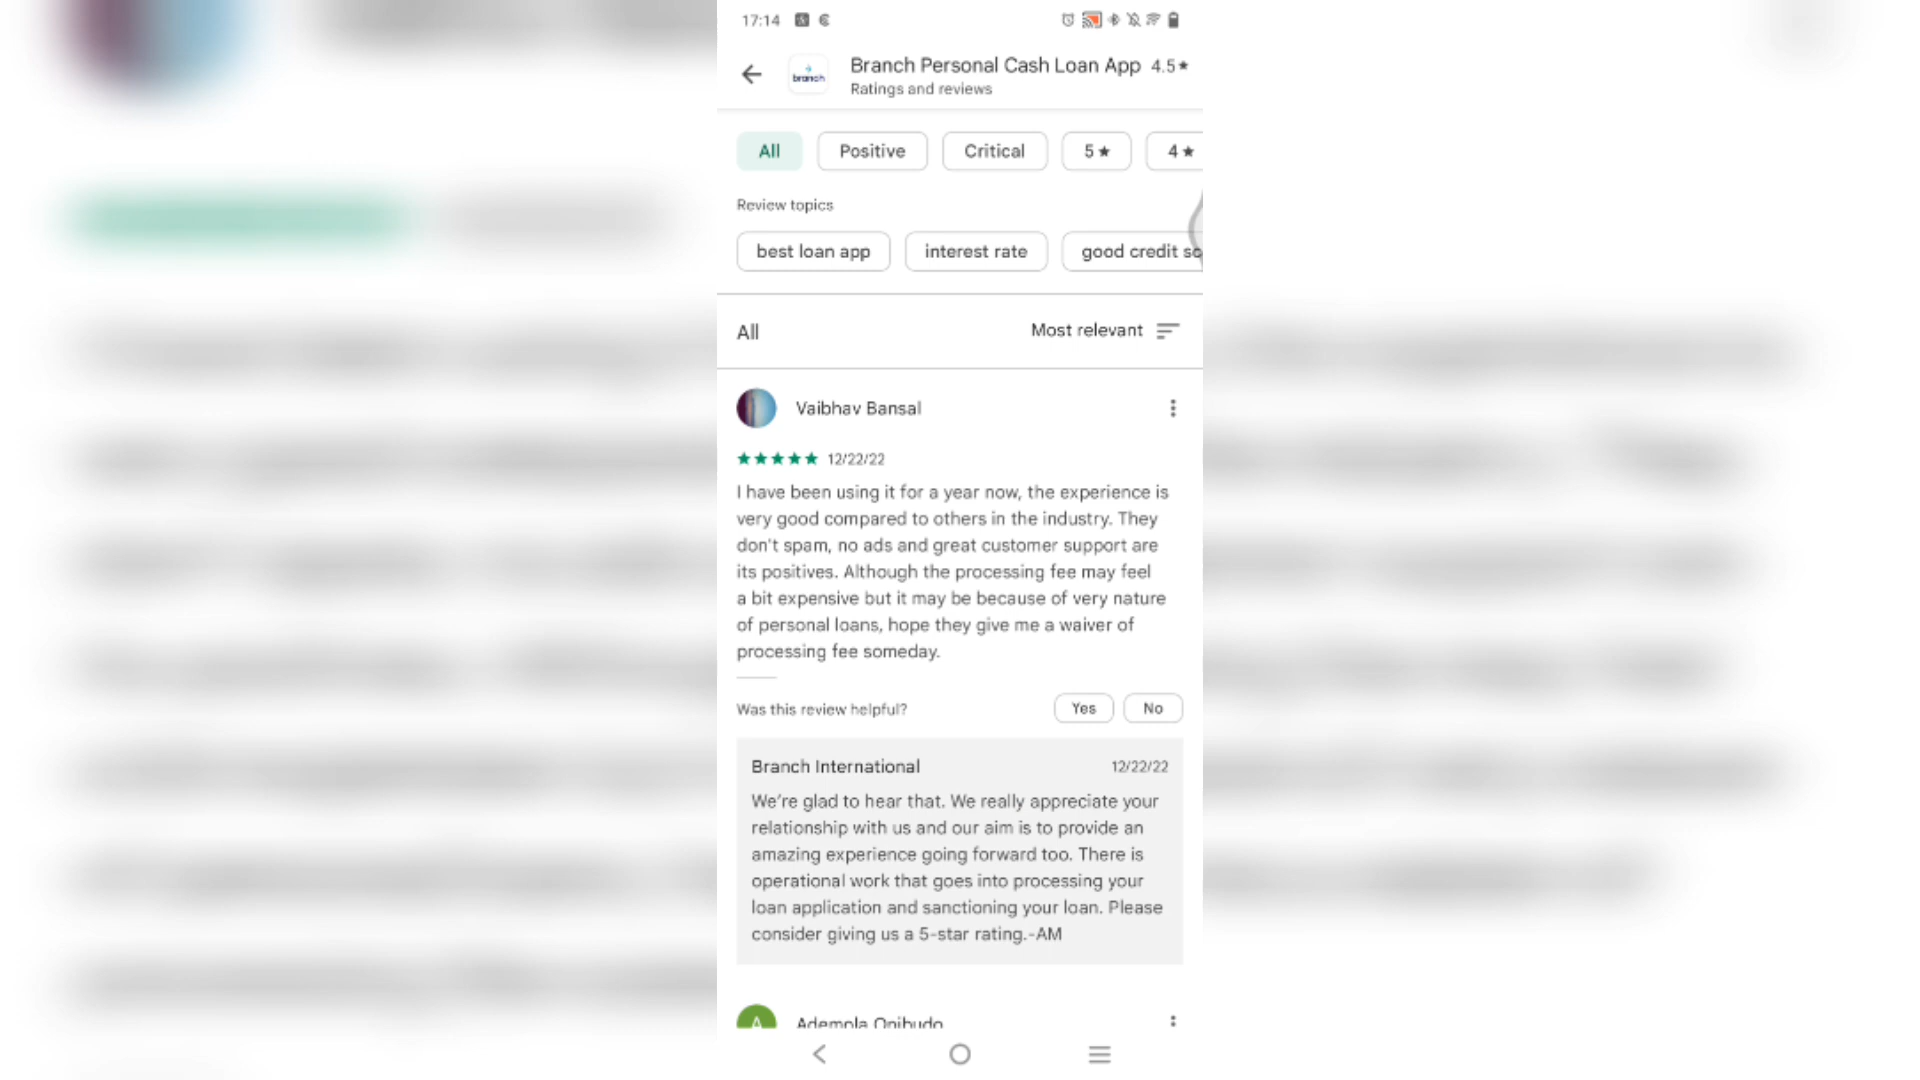 17:14
branch
Branch Personal Cash Loan App 4.5★
Ratings and reviews
All
Positive
Critical
5★
4★
Review topics
best loan app
interest rate
good credit
All
Most relevant
Vaibhav Bansal
★★★★★ 12/22/22
I have been using it for a year now, the experience is
very good compared to others in the industry. They
don't spam, no ads and great customer support are
its positives. Although the processing fee may feel
a bit expensive but it may be because of very nature
of personal loans, hope they give me a waiver of
processing fee someday.
Was this review helpful?
Yes
No
Branch International 12/22/22
We're glad to hear that. We really appreciate your
relationship with us and our aim is to provide an
amazing experience going forward too. There is
operational work that goes into processing your
loan application and sanctioning your loan. Please
consider giving us a 5-star rating.-AM
A
Ademola Onibudo